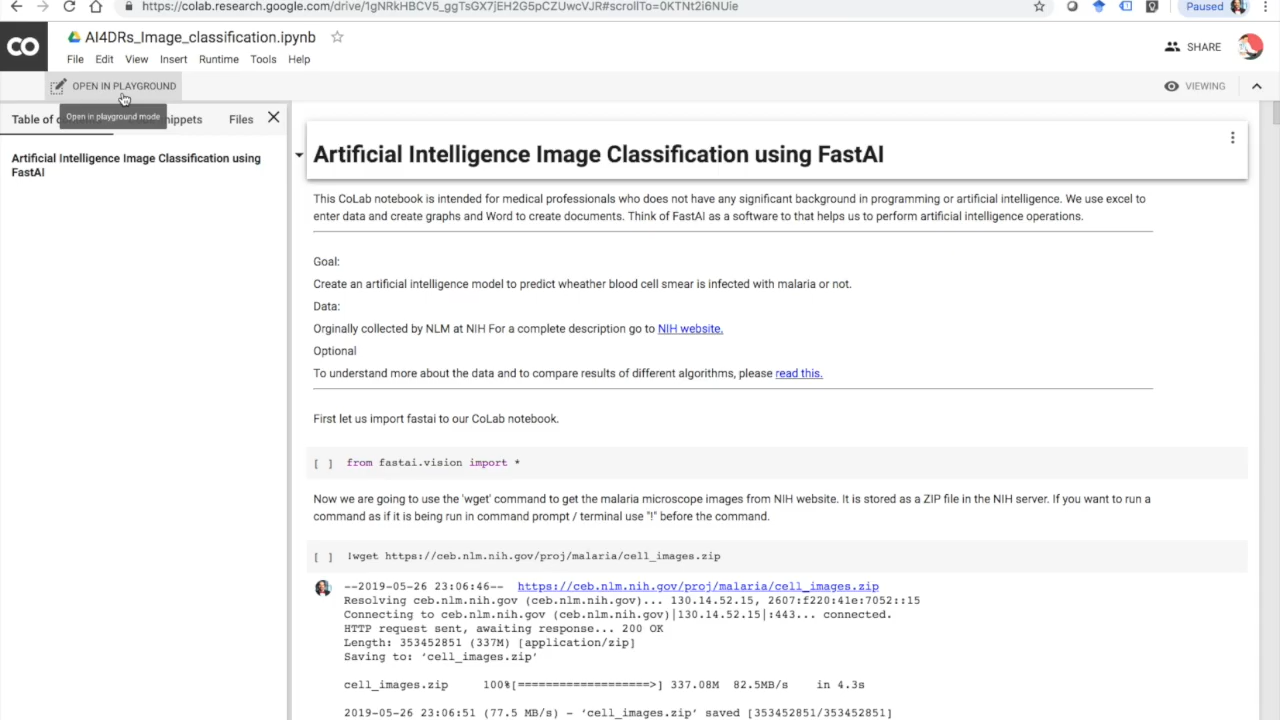 https://colab.research.google.com/drive/1gNRkHBCV5_ggTsGX7jEH2G5pCZUwcVJR#scrollTo=0KTNt2i6NUie
Paused
CO
AI4DRs_Image_classification.ipynb
SHARE
File Edit View Insert Runtime Tools Help
OPEN IN PLAYGROUND
VIEWING
Table of
Open in playground mode
nippets
Files
Artificial Intelligence Image Classification using
FastAI
Artificial Intelligence Image Classification using FastAI
This CoLab notebook is intended for medical professionals who does not have any significant background in programming or artificial intelligence. We use excel to
enter data and create graphs and Word to create documents. Think of FastAI as a software to that helps us to perform artificial intelligence operations.
Goal:
Create an artificial intelligence model to predict wheather blood cell smear is infected with malaria or not.
Data:
Orginally collected by NLM at NIH For a complete description go to NIH website.
Optional
To understand more about the data and to compare results of different algorithms, please read this.
First let us import fastai to our CoLab notebook.
[ ] from fastai.vision import *
Now we are going to use the 'wget' command to get the malaria microscope images from NIH website. It is stored as a ZIP file in the NIH server. If you want to run a
command as if it is being run in command prompt / terminal use "!" before the command.
[ ] !wget https://ceb.nlm.nih.gov/proj/malaria/cell_images.zip
--2019-05-26 23:06:46-- https://ceb.nlm.nih.gov/proj/malaria/cell_images.zip
Resolving ceb.nlm.nih.gov (ceb.nlm.nih.gov)... 130.14.52.15, 2607:f220:41e:7052::15
Connecting to ceb.nlm.nih.gov (ceb.nlm.nih.gov)|130.14.52.15|:443... connected.
HTTP request sent, awaiting response... 200 OK
Length: 353452851 (337M) [application/zip]
Saving to: ‘cell_images.zip’
cell_images.zip 100%[===================>] 337.08M 82.5MB/s in 4.3s
2019-05-26 23:06:51 (77.5 MB/s) - ‘cell_images.zip’ saved [353452851/353452851]